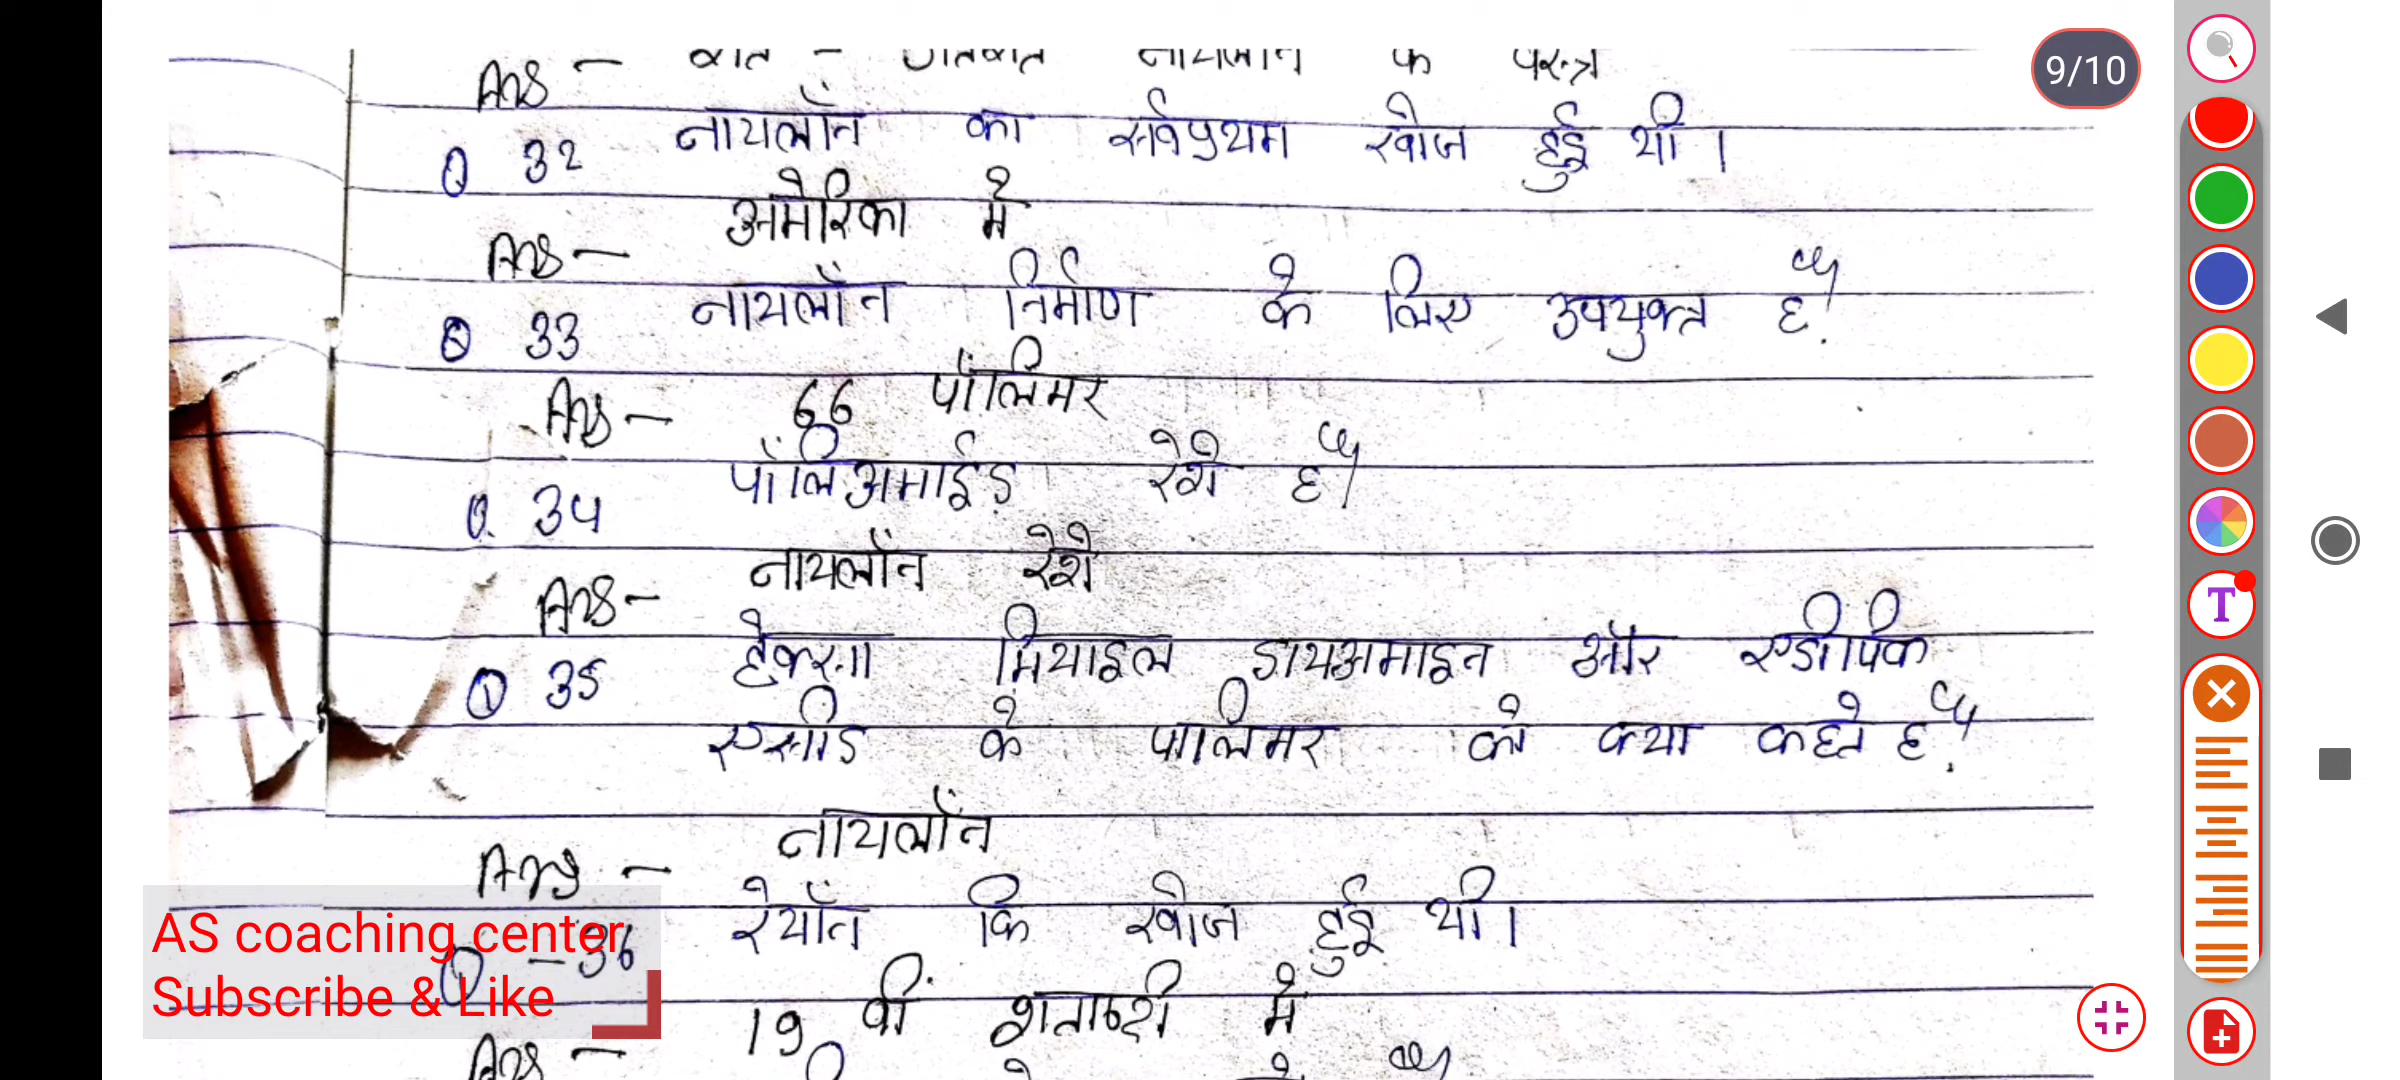 Ans - नायलॉन के वस्त्र
9/10
Q 32 नायलॉन का सर्वप्रथम खोज हुई थी।
Ans - अमेरिका में
Q 33 नायलॉन निर्माण के लिए उपयुक्त है?
Ans - 66 पॉलिमर
Q. 34 पॉलिअमाईड़ रेशे है।
Ans - नायलॉन रेशे
Q 35 हेक्सा मिथाइल डायअमाइन और एडीपिक
एसीड के पालिमर को क्या कहते है?
Ans - नायलॉन
Q - 36 रेयॉन कि खोज हुई थी।
Ans - 19 वीं शताब्दी में
AS coaching center
Subscribe & Like
T